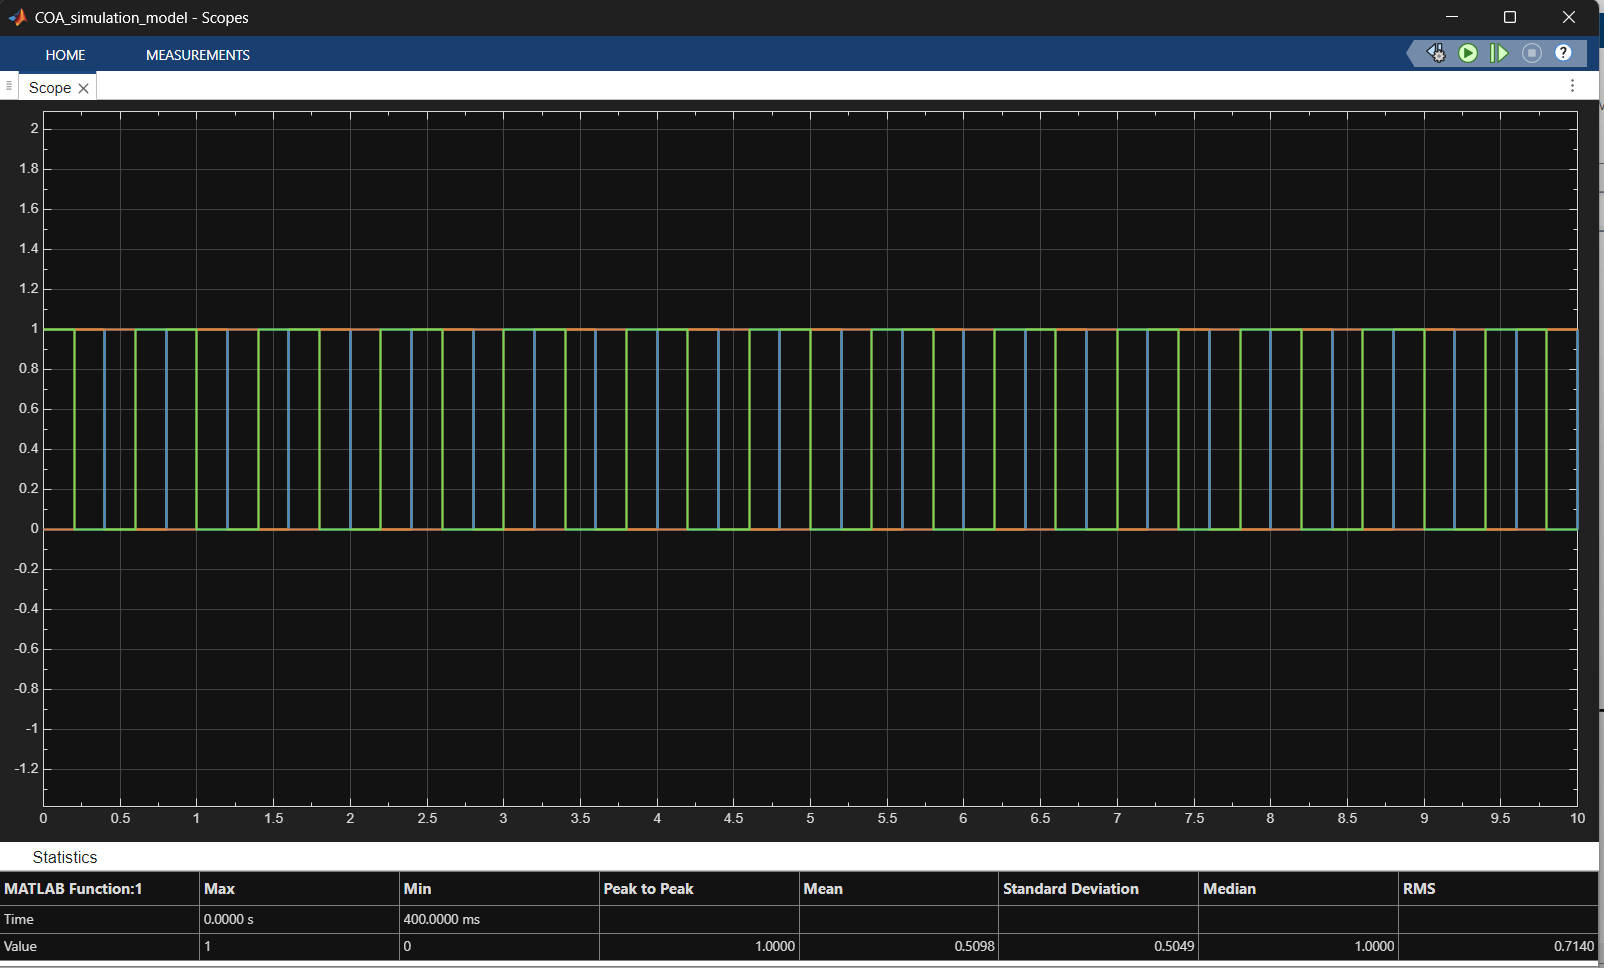 COA_simulation_model - Scopes
HOME MEASUREMENTS ?
Scope
2
1.8
1.6
1.4
1.2
1
0.8
0.6
0.4
0.2
0
-0.2
-0.4
-0.6
-0.8
-1
-1.2
0 0.5 1 1.5 2 2.5 3 3.5 4 4.5 5 5.5 6 6.5 7 7.5 8 8.5 9 9.5 10
Statistics
MATLAB Function:1 Max Min Peak to Peak Mean Standard Deviation Median RMS
Time 0.0000 s 400.0000 ms
Value 1 0 1.0000 0.5098 0.5049 1.0000 0.7140